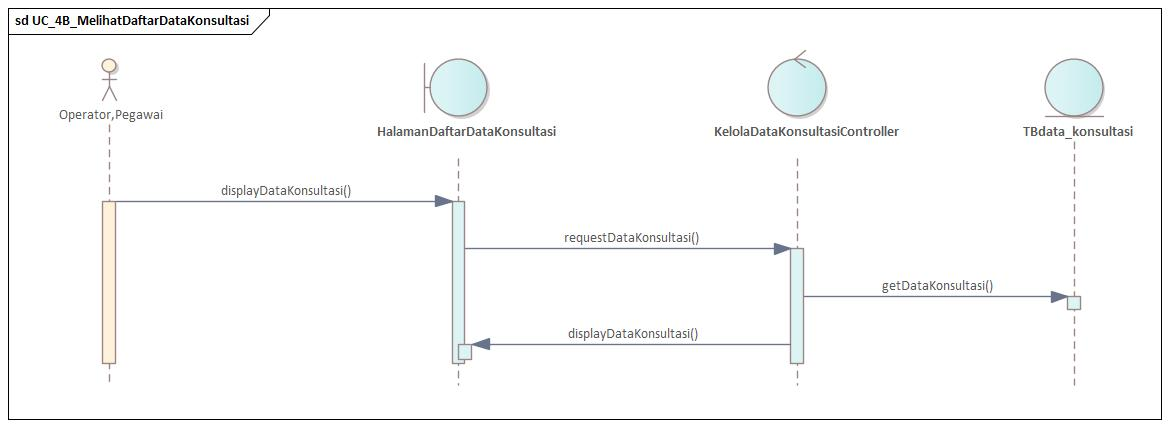 sd UC_4B_MelihatDaftarDataKonsultasi
Operator,Pegawai
HalamanDaftarDataKonsultasi
KelolaDataKonsultasiController
TBdata_konsultasi
displayDataKonsultasi()
requestDataKonsultasi()
getDataKonsultasi()
displayDataKonsultasi()